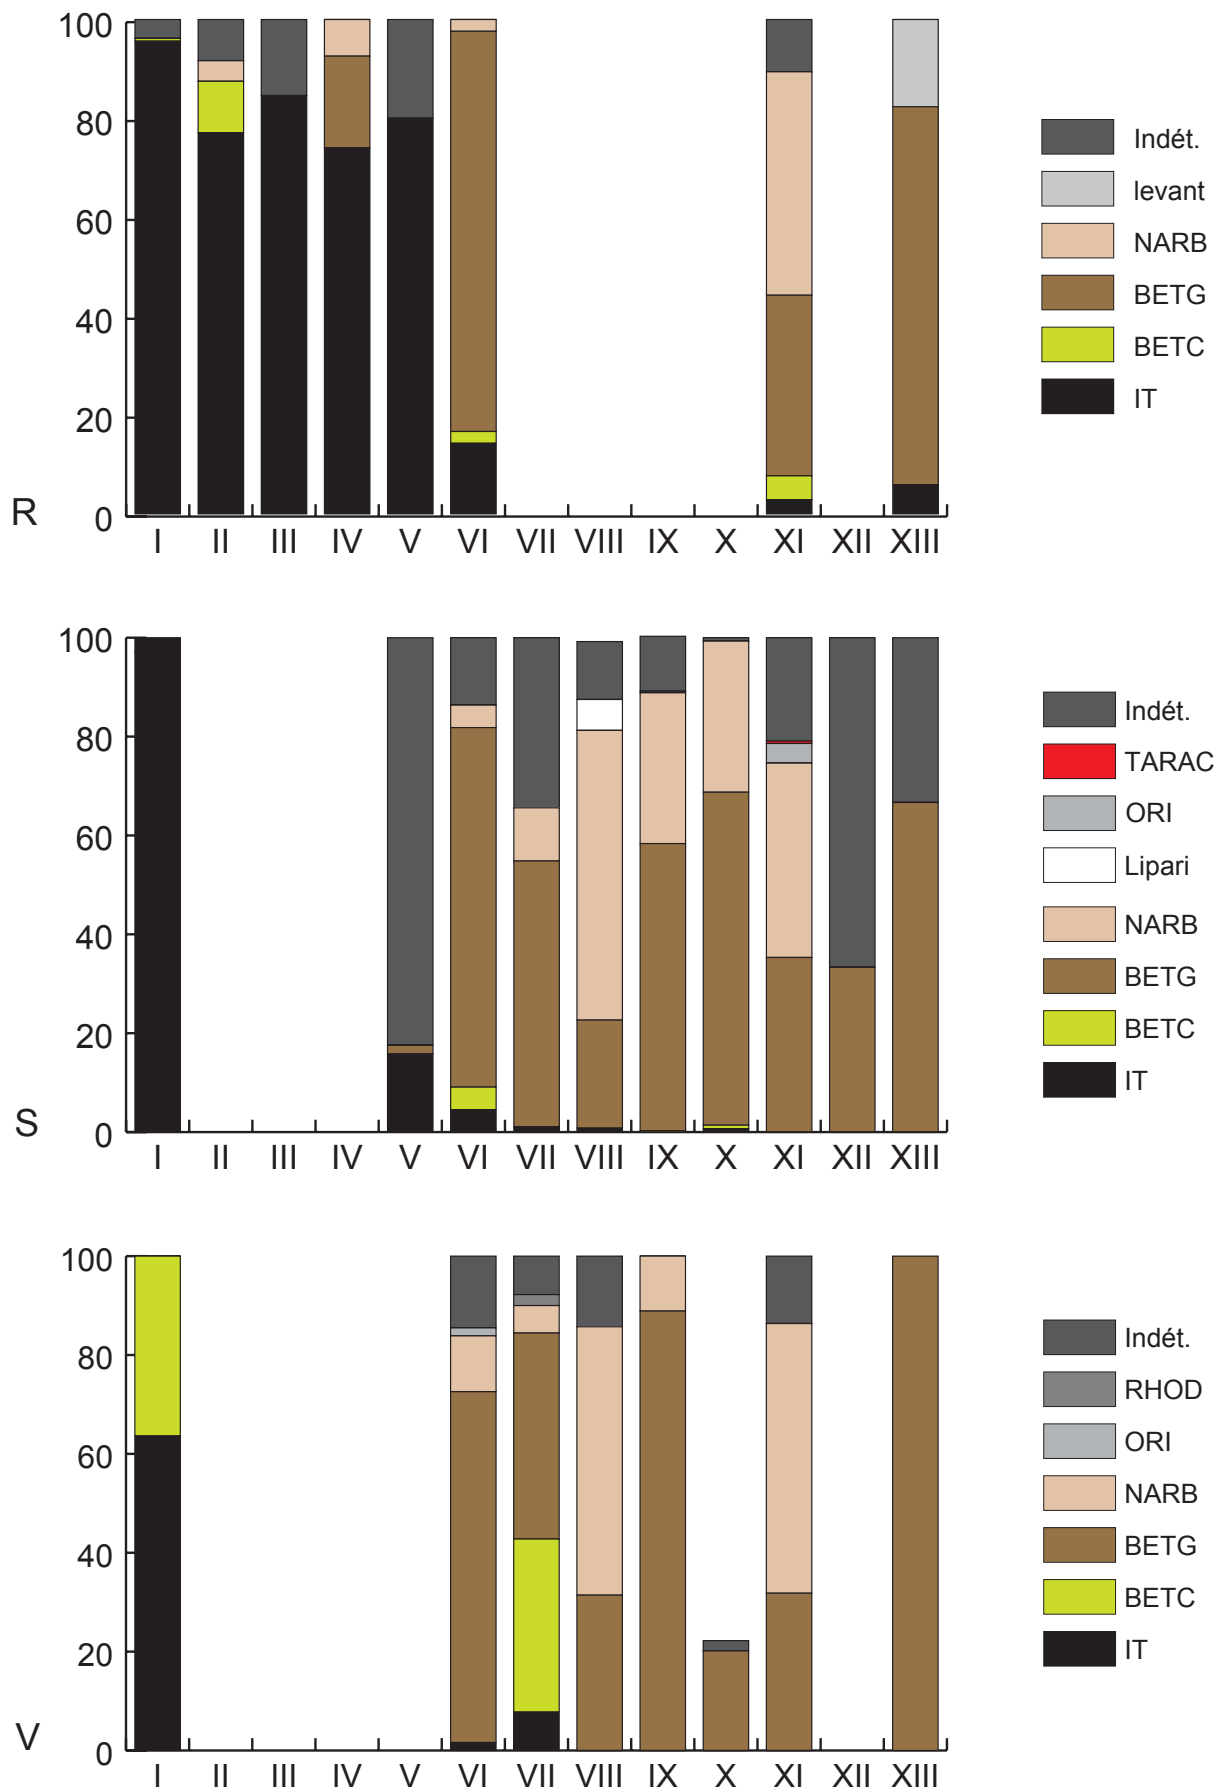 100
80
60
40
20
0
R
I II III IV V VI VII VIII IX X XI XII XIII
Indét.
levant
NARB
BETG
BETC
IT
100
80
60
40
20
0
S
I II III IV V VI VII VIII IX X XI XII XIII
Indét.
TARAC
ORI
Lipari
NARB
BETG
BETC
IT
100
80
60
40
20
0
V
I II III IV V VI VII VIII IX X XI XII XIII
Indét.
RHOD
ORI
NARB
BETG
BETC
IT